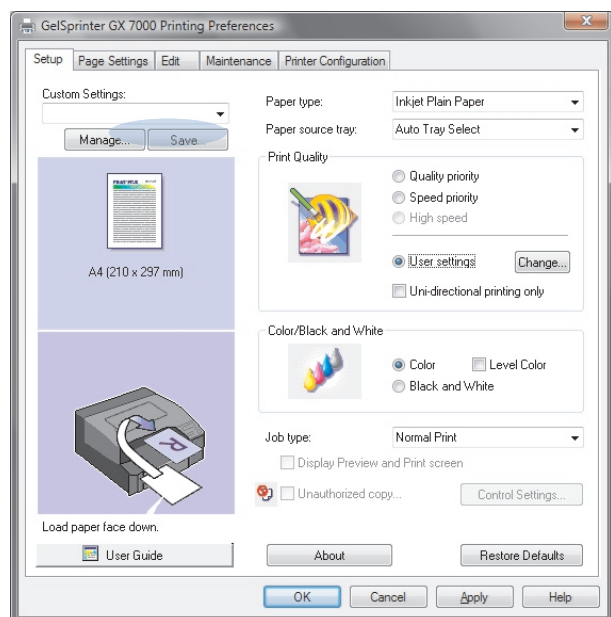 GelSprinter GX 7000 Printing Preferences
Setup
Page Settings
Edit
Maintenance
Printer Configuration
Custom Settings:
Manage...
Save...
A4 (210 x 297 mm)
R
Load paper face down.
User Guide
Paper type:
Inkjet Plain Paper
Paper source tray:
Auto Tray Select
Print Quality
Quality priority
Speed priority
High speed
User settings
Change...
Uni-directional printing only
Color/Black and White
Color
Level Color
Black and White
Job type:
Normal Print
Display Preview and Print screen
Unauthorized copy...
Control Settings...
About
Restore Defaults
OK
Cancel
Apply
Help